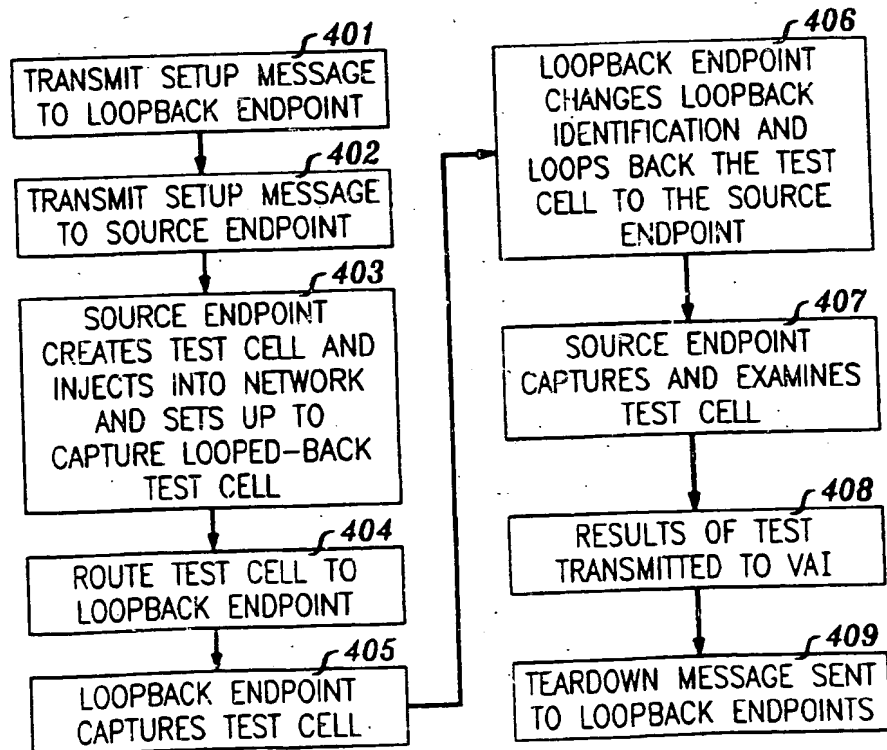 401
TRANSMIT SETUP MESSAGE
TO LOOPBACK ENDPOINT
402
TRANSMIT SETUP MESSAGE
TO SOURCE ENDPOINT
403
SOURCE ENDPOINT
CREATES TEST CELL AND
INJECTS INTO NETWORK
AND SETS UP TO
CAPTURE LOOPED-BACK
TEST CELL
404
ROUTE TEST CELL TO
LOOPBACK ENDPOINT
405
LOOPBACK ENDPOINT
CAPTURES TEST CELL
406
LOOPBACK ENDPOINT
CHANGES LOOPBACK
IDENTIFICATION AND
LOOPS BACK THE TEST
CELL TO THE SOURCE
ENDPOINT
407
SOURCE ENDPOINT
CAPTURES AND EXAMINES
TEST CELL
408
RESULTS OF TEST
TRANSMITTED TO VAI
409
TEARDOWN MESSAGE SENT
TO LOOPBACK ENDPOINTS